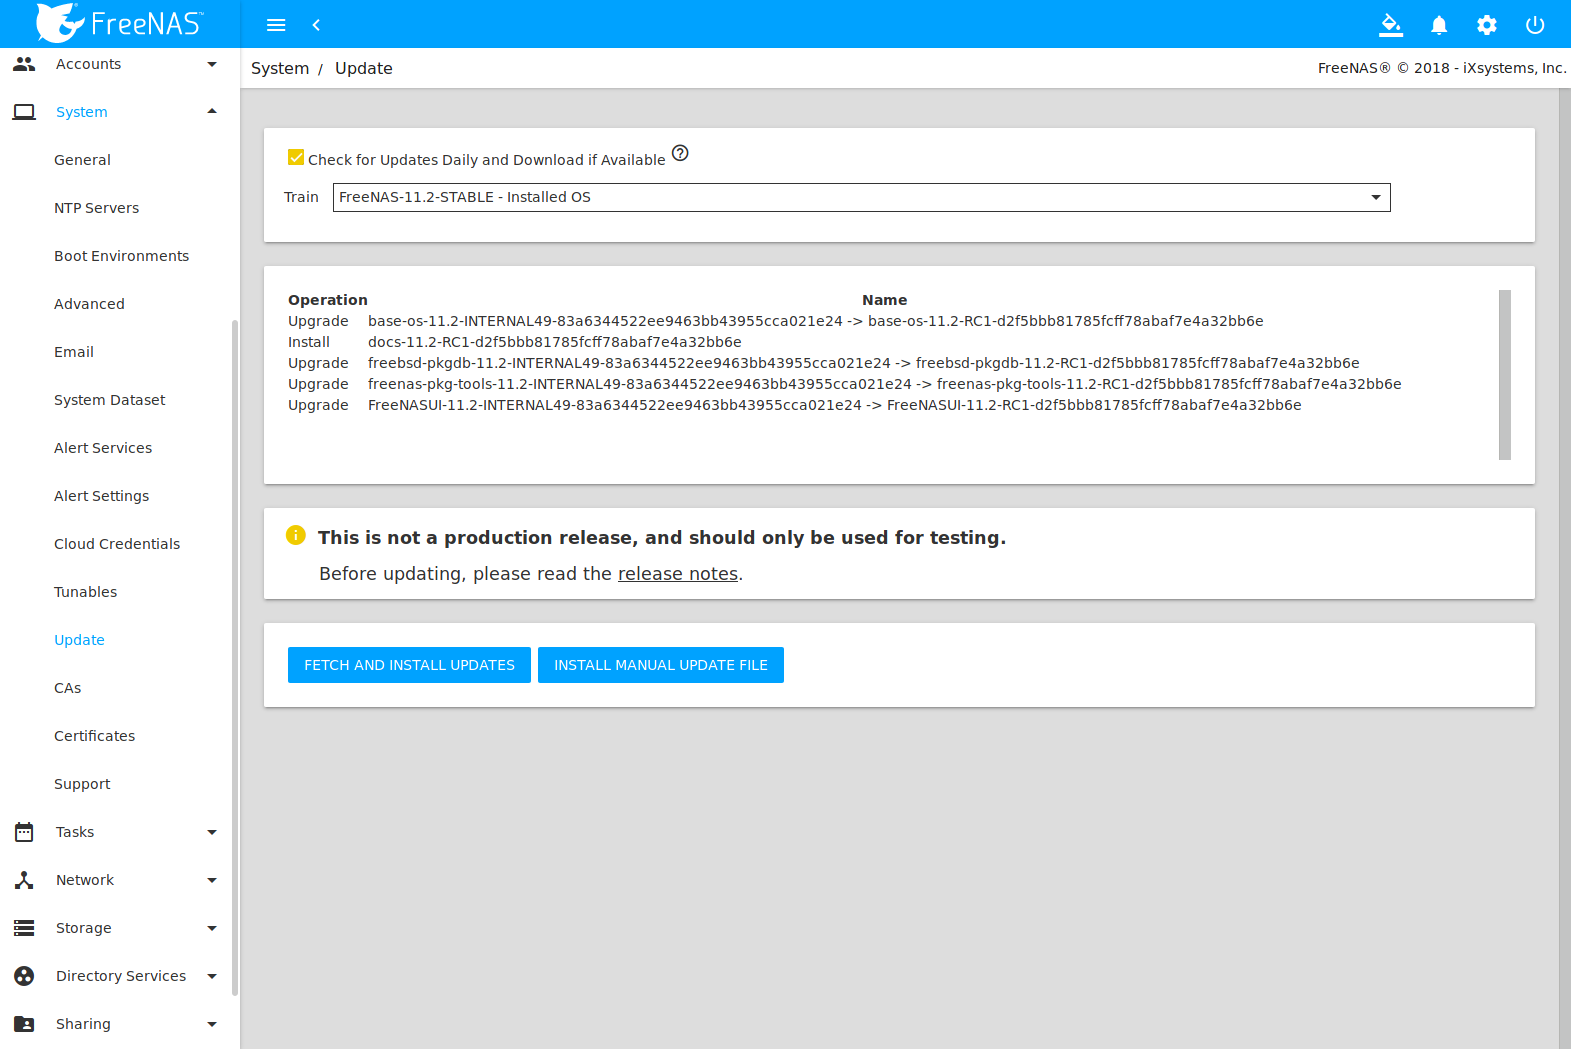 FreeNAS™
System / Update
FreeNAS® © 2018 - iXsystems, Inc.
Accounts
System
General
NTP Servers
Boot Environments
Advanced
Email
System Dataset
Alert Services
Alert Settings
Cloud Credentials
Tunables
Update
CAs
Certificates
Support
Tasks
Network
Storage
Directory Services
Sharing
Check for Updates Daily and Download if Available
Train FreeNAS-11.2-STABLE - Installed OS
Operation Name
Upgrade base-os-11.2-INTERNAL49-83a6344522ee9463bb43955cca021e24 -> base-os-11.2-RC1-d2f5bbb81785fcff78abaf7e4a32bb6e
Install docs-11.2-RC1-d2f5bbb81785fcff78abaf7e4a32bb6e
Upgrade freebsd-pkgdb-11.2-INTERNAL49-83a6344522ee9463bb43955cca021e24 -> freebsd-pkgdb-11.2-RC1-d2f5bbb81785fcff78abaf7e4a32bb6e
Upgrade freenas-pkg-tools-11.2-INTERNAL49-83a6344522ee9463bb43955cca021e24 -> freenas-pkg-tools-11.2-RC1-d2f5bbb81785fcff78abaf7e4a32bb6e
Upgrade FreeNASUI-11.2-INTERNAL49-83a6344522ee9463bb43955cca021e24 -> FreeNASUI-11.2-RC1-d2f5bbb81785fcff78abaf7e4a32bb6e
This is not a production release, and should only be used for testing.
Before updating, please read the release notes.
FETCH AND INSTALL UPDATES
INSTALL MANUAL UPDATE FILE